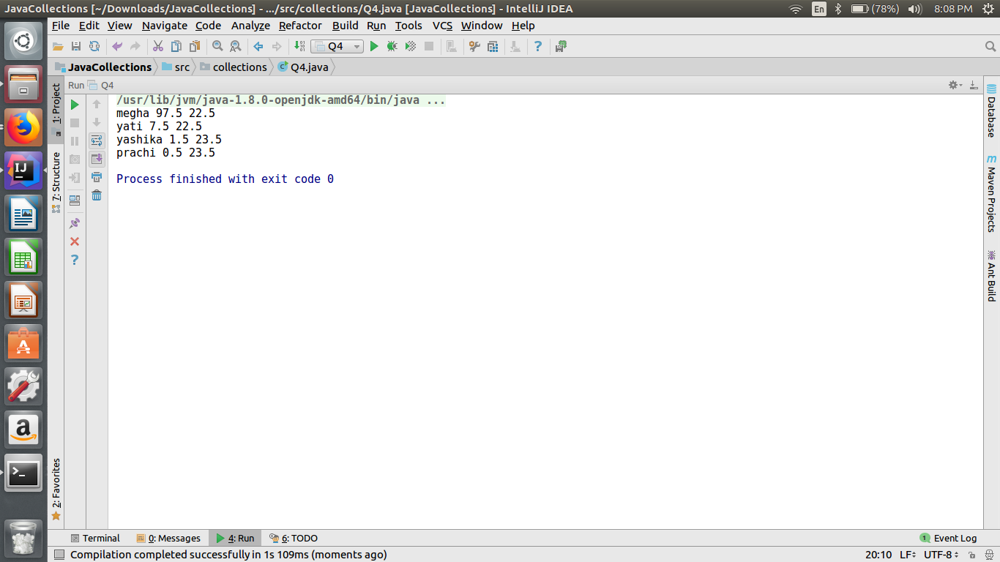 JavaCollections [~/Downloads/JavaCollections] - .../src/collections/Q4.java [JavaCollections] - IntelliJ IDEA
En
(78%)
8:08 PM
File Edit View Navigate Code Analyze Refactor Build Run Tools VCS Window Help
Q4
JavaCollections src collections Q4.java
Run Q4
1: Project
7: Structure
2: Favorites
/usr/lib/jvm/java-1.8.0-openjdk-amd64/bin/java ...
megha 97.5 22.5
yati 7.5 22.5
yashika 1.5 23.5
prachi 0.5 23.5
Process finished with exit code 0
Database
Maven Projects
Ant Build
Terminal 0: Messages 4: Run 6: TODO
1 Event Log
Compilation completed successfully in 1s 109ms (moments ago)
20:10 LF UTF-8